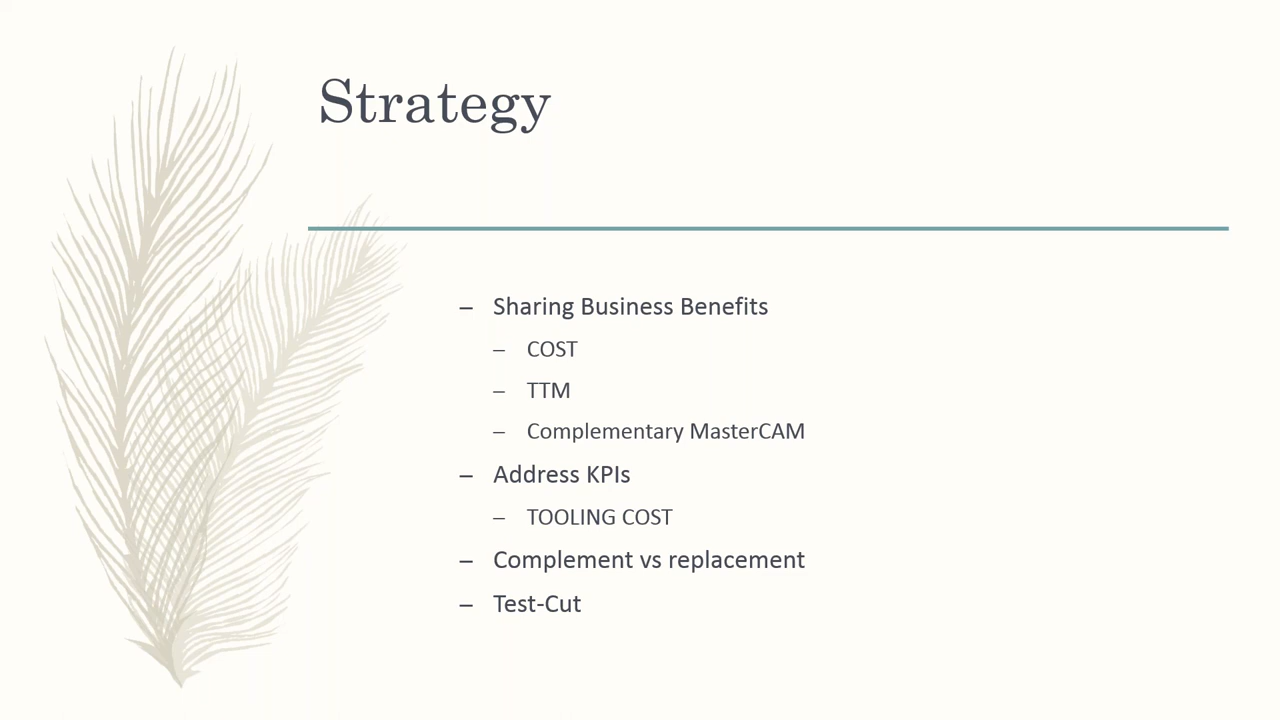 Strategy
– Sharing Business Benefits
– COST
– TTM
– Complementary MasterCAM
– Address KPIs
– TOOLING COST
– Complement vs replacement
– Test-Cut